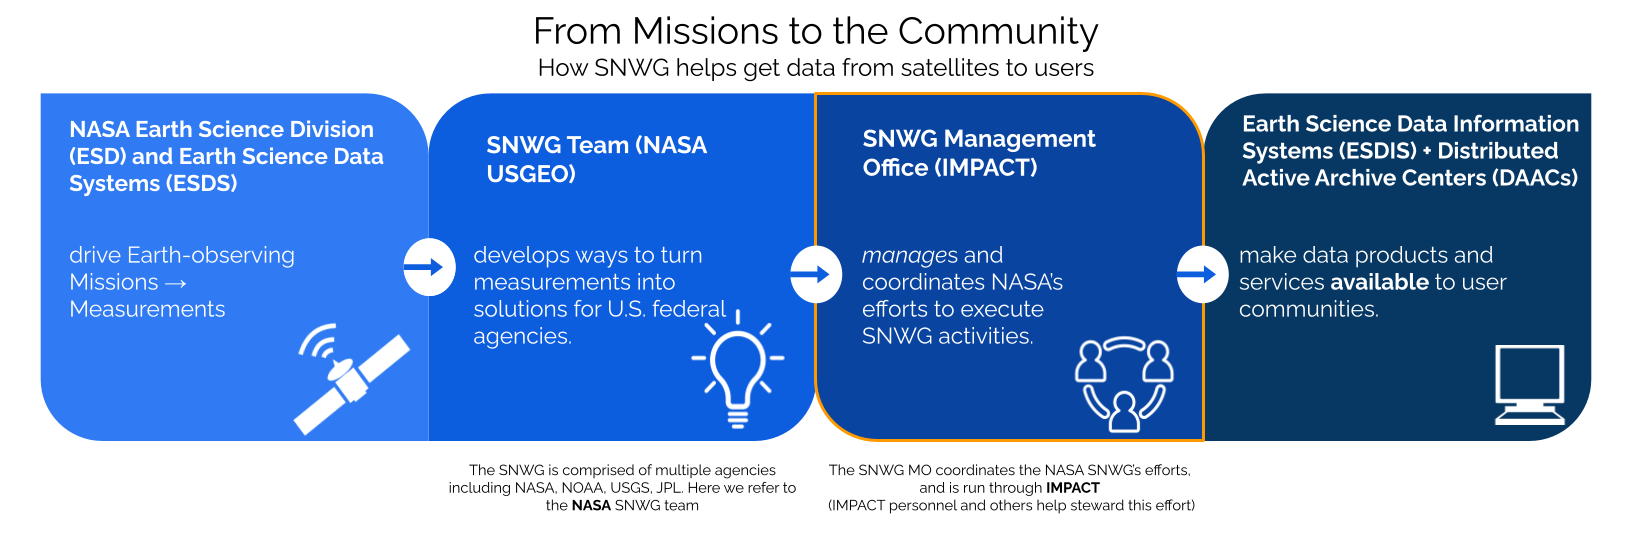 From Missions to the Community
How SNWG helps get data from satellites to users
NASA Earth Science Division
(ESD) and Earth Science Data
Systems (ESDS)
drive Earth-observing
Missions →
Measurements
SNWG Team (NASA
USGEO)
develops ways to turn
measurements into
solutions for U.S. federal
agencies.
SNWG Management
Office (IMPACT)
manages and
coordinates NASA's
efforts to execute
SNWG activities.
Earth Science Data Information
Systems (ESDIS) + Distributed
Active Archive Centers (DAACs)
make data products and
services available to user
communities.
The SNWG is comprised of multiple agencies
including NASA, NOAA, USGS, JPL. Here we refer to
the NASA SNWG team
The SNWG MO coordinates the NASA SNWG's efforts,
and is run through IMPACT
(IMPACT personnel and others help steward this effort)